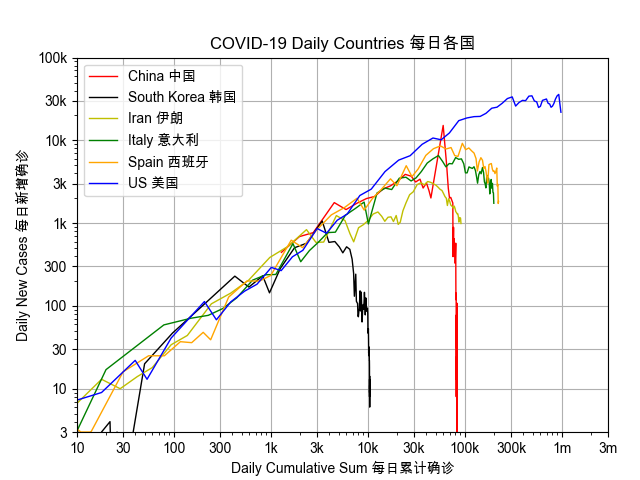 COVID-19 Daily Countries 每日各国
Daily New Cases 每日新增确诊
100k
30k
10k
3k
1k
300
100
30
10
3
China 中国
South Korea 韩国
Iran 伊朗
Italy 意大利
Spain 西班牙
US 美国
10 30 100 300 1k 3k 10k 30k 100k 300k 1m 3m
Daily Cumulative Sum 每日累计确诊